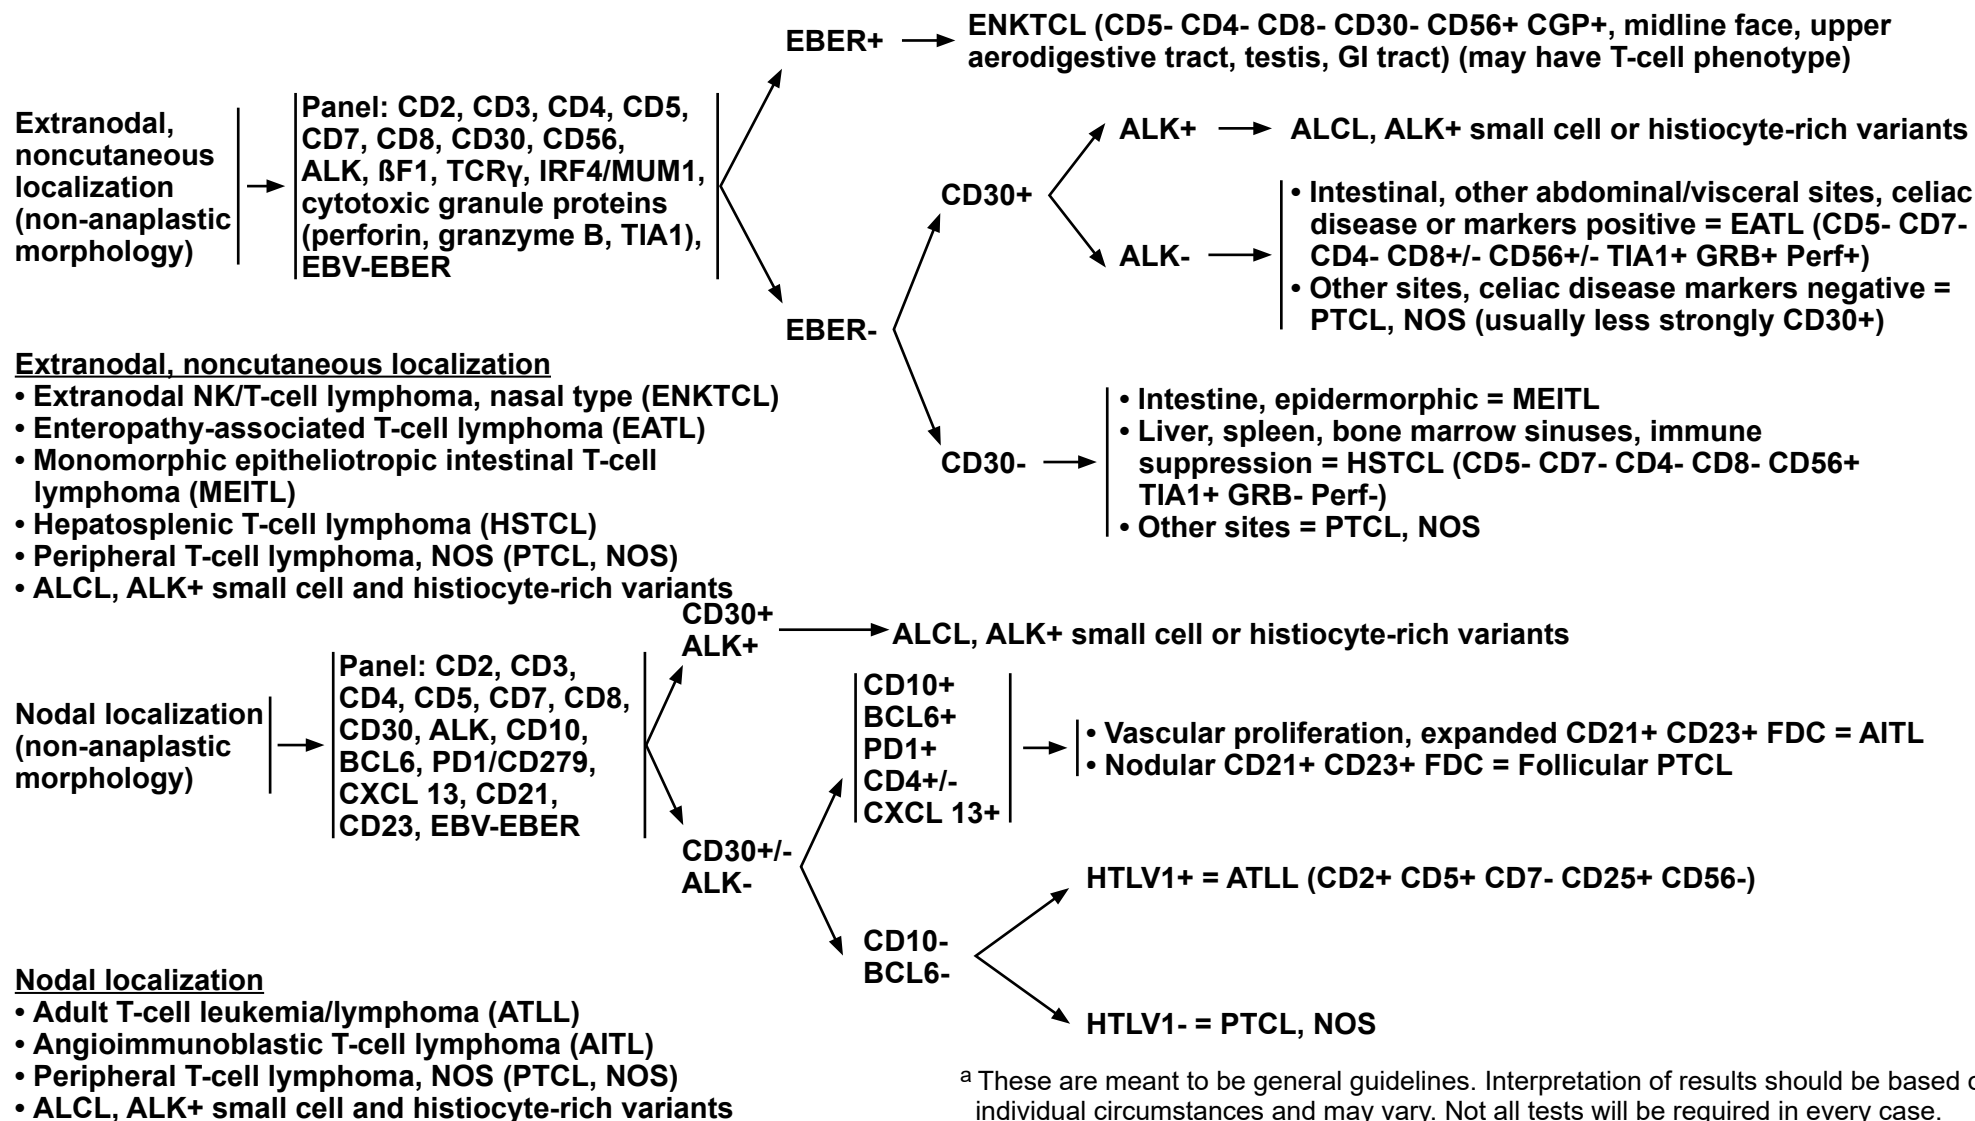 EBER+
ENKTCL (CD5- CD4- CD8- CD30- CD56+ CGP+, midline face, upper
aerodigestive tract, testis, GI tract) (may have T-cell phenotype)
Extranodal,
noncutaneous
localization
(non-anaplastic
morphology)
Panel: CD2, CD3, CD4, CD5,
CD7, CD8, CD30, CD56,
ALK, ßF1, TCRγ, IRF4/MUM1,
cytotoxic granule proteins
(perforin, granzyme B, TIA1),
EBV-EBER
ALK+
ALCL, ALK+ small cell or histiocyte-rich variants
CD30+
ALK-
• Intestinal, other abdominal/visceral sites, celiac
disease or markers positive = EATL (CD5- CD7-
CD4- CD8+/- CD56+/- TIA1+ GRB+ Perf+)
• Other sites, celiac disease markers negative =
PTCL, NOS (usually less strongly CD30+)
EBER-
CD30-
• Intestine, epidermorphic = MEITL
• Liver, spleen, bone marrow sinuses, immune
suppression = HSTCL (CD5- CD7- CD4- CD8- CD56+
TIA1+ GRB- Perf-)
• Other sites = PTCL, NOS
Extranodal, noncutaneous localization
• Extranodal NK/T-cell lymphoma, nasal type (ENKTCL)
• Enteropathy-associated T-cell lymphoma (EATL)
• Monomorphic epitheliotropic intestinal T-cell
lymphoma (MEITL)
• Hepatosplenic T-cell lymphoma (HSTCL)
• Peripheral T-cell lymphoma, NOS (PTCL, NOS)
• ALCL, ALK+ small cell and histiocyte-rich variants
CD30+
ALK+
ALCL, ALK+ small cell or histiocyte-rich variants
Nodal localization
(non-anaplastic
morphology)
Panel: CD2, CD3,
CD4, CD5, CD7, CD8,
CD30, ALK, CD10,
BCL6, PD1/CD279,
CXCL 13, CD21,
CD23, EBV-EBER
CD10+
BCL6+
PD1+
CD4+/-
CXCL 13+
• Vascular proliferation, expanded CD21+ CD23+ FDC = AITL
• Nodular CD21+ CD23+ FDC = Follicular PTCL
CD30+/-
ALK-
HTLV1+ = ATLL (CD2+ CD5+ CD7- CD25+ CD56-)
CD10-
BCL6-
HTLV1- = PTCL, NOS
Nodal localization
• Adult T-cell leukemia/lymphoma (ATLL)
• Angioimmunoblastic T-cell lymphoma (AITL)
• Peripheral T-cell lymphoma, NOS (PTCL, NOS)
• ALCL, ALK+ small cell and histiocyte-rich variants
a These are meant to be general guidelines. Interpretation of results should be based
individual circumstances and may vary. Not all tests will be required in every case.